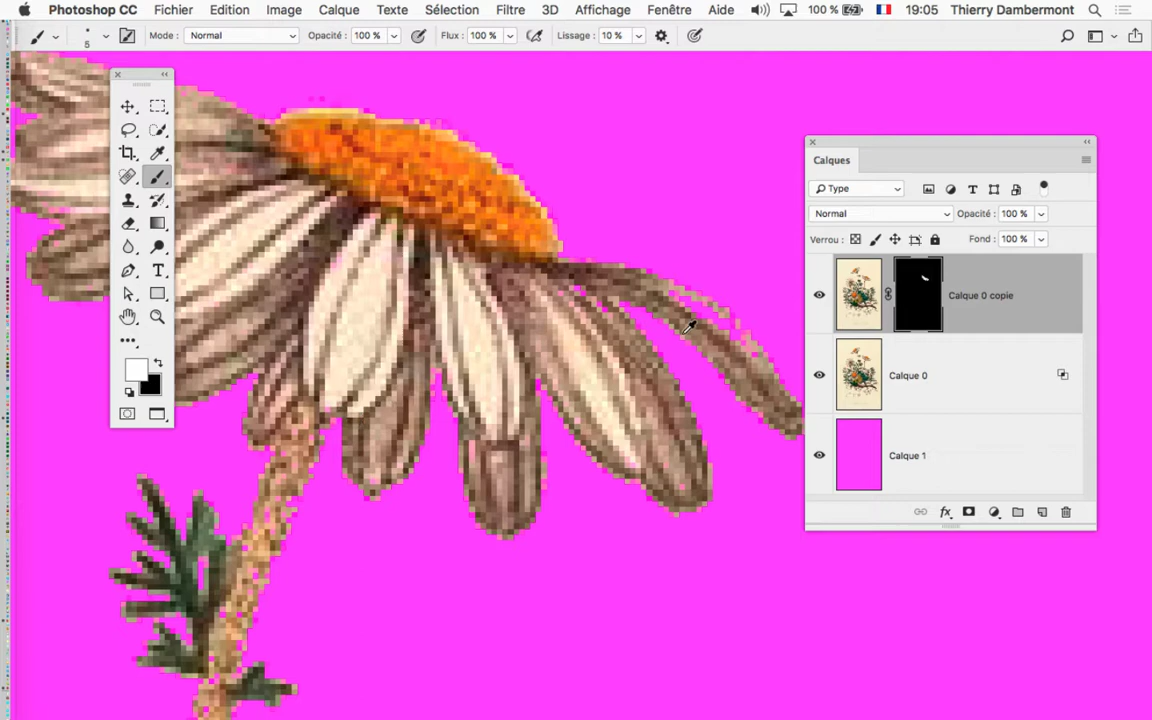 Photoshop CC Fichier Edition Image Calque Texte Sélection Filtre 3D Affichage Fenêtre Aide 100 % 19:05 Thierry Dambermont
5 Mode : Normal Opacité : 100 % Flux : 100 % Lissage : 10 %
Calques
Type
Normal Opacité : 100 %
Verrou : Fond : 100 %
Calque 0 copie
Calque 0
Calque 1
fx